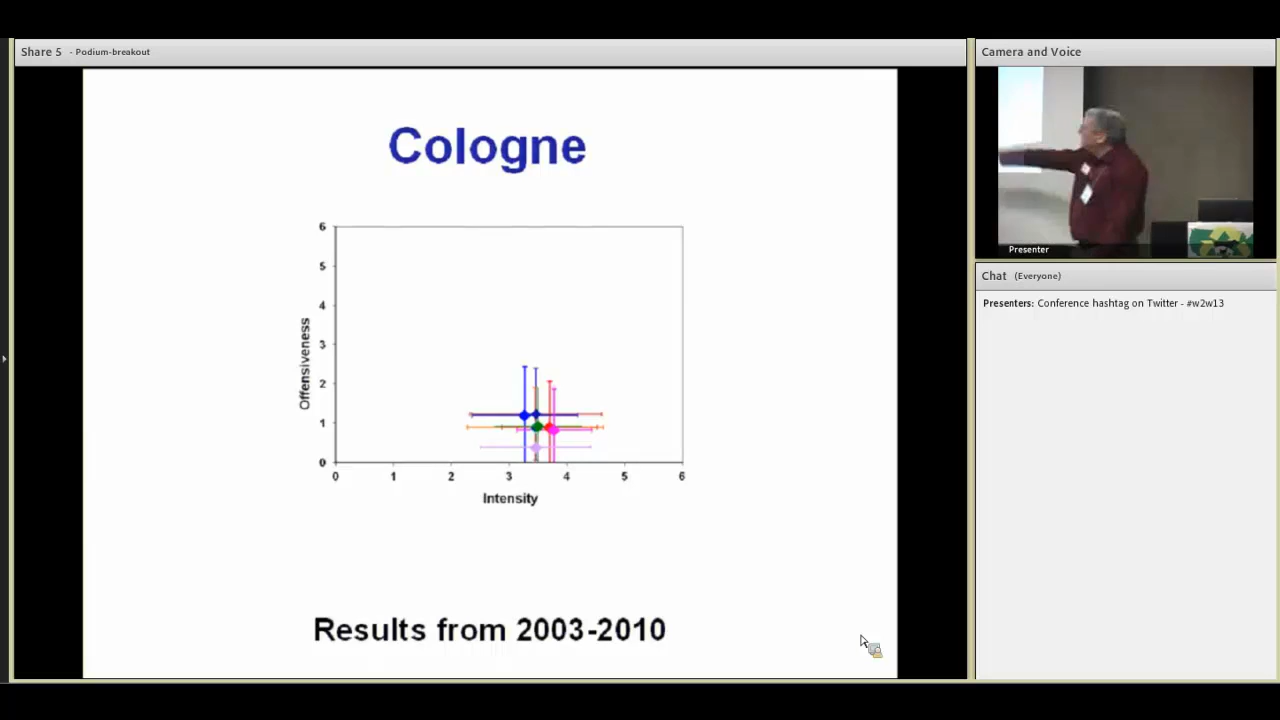 Share 5 - Podium-breakout
Cologne
6
5
4
3
2
1
0
Offensiveness
0 1 2 3 4 5 6
Intensity
Results from 2003-2010
Camera and Voice
Presenter
Chat (Everyone)
Presenters: Conference hashtag on Twitter - #w2w13